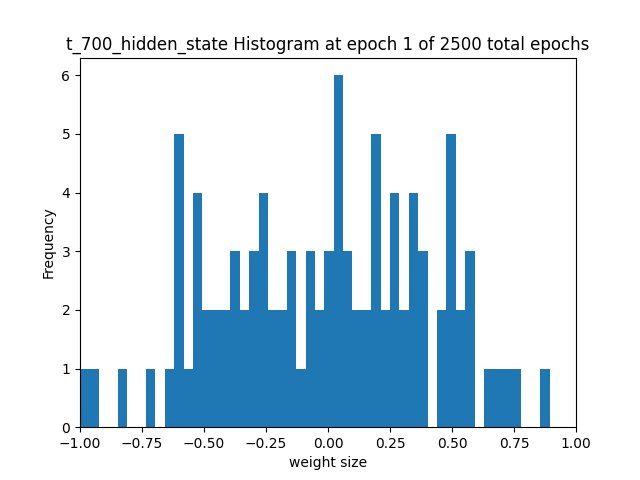 t_700_hidden_state Histogram at epoch 1 of 2500 total epochs
Frequency
6
5
4
3
2
1
0
−1.00 −0.75 −0.50 −0.25 0.00 0.25 0.50 0.75 1.00
weight size